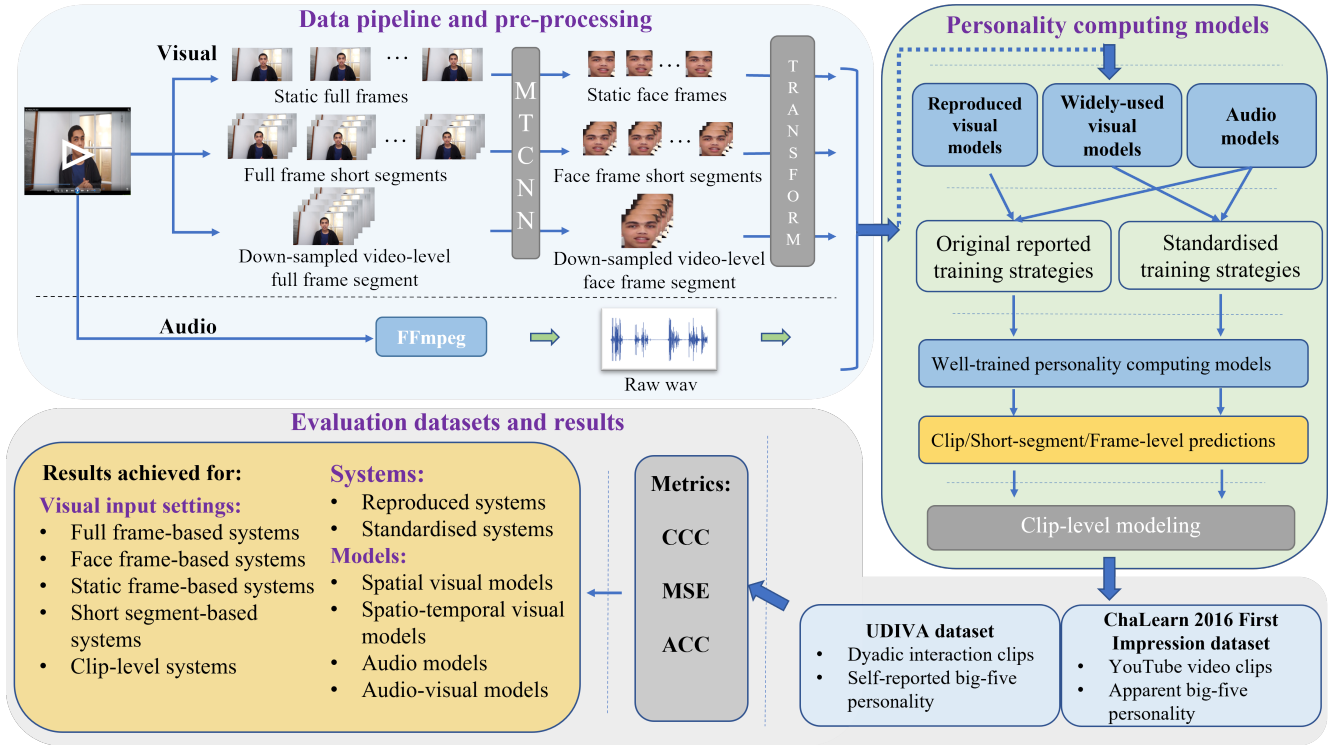 Data pipeline and pre-processing
Visual
Static full frames
Full frame short segments
Down-sampled video-level
full frame segment
MTCNN
Static face frames
Face frame short segments
Down-sampled video-level
face frame segment
TRANSFORM
Audio
FFmpeg
Raw wav
Personality computing models
Reproduced
visual
models
Widely-used
visual
models
Audio
models
Original reported
training strategies
Standardised
training strategies
Well-trained personality computing models
Clip/Short-segment/Frame-level predictions
Clip-level modeling
Evaluation datasets and results
Results achieved for:
Visual input settings:
• Full frame-based systems
• Face frame-based systems
• Static frame-based systems
• Short segment-based
systems
• Clip-level systems
Systems:
• Reproduced systems
• Standardised systems
Models:
• Spatial visual models
• Spatio-temporal visual
models
• Audio models
• Audio-visual models
Metrics:
CCC
MSE
ACC
UDIVA dataset
• Dyadic interaction clips
• Self-reported big-five
personality
ChaLearn 2016 First
Impression dataset
• YouTube video clips
• Apparent big-five
personality